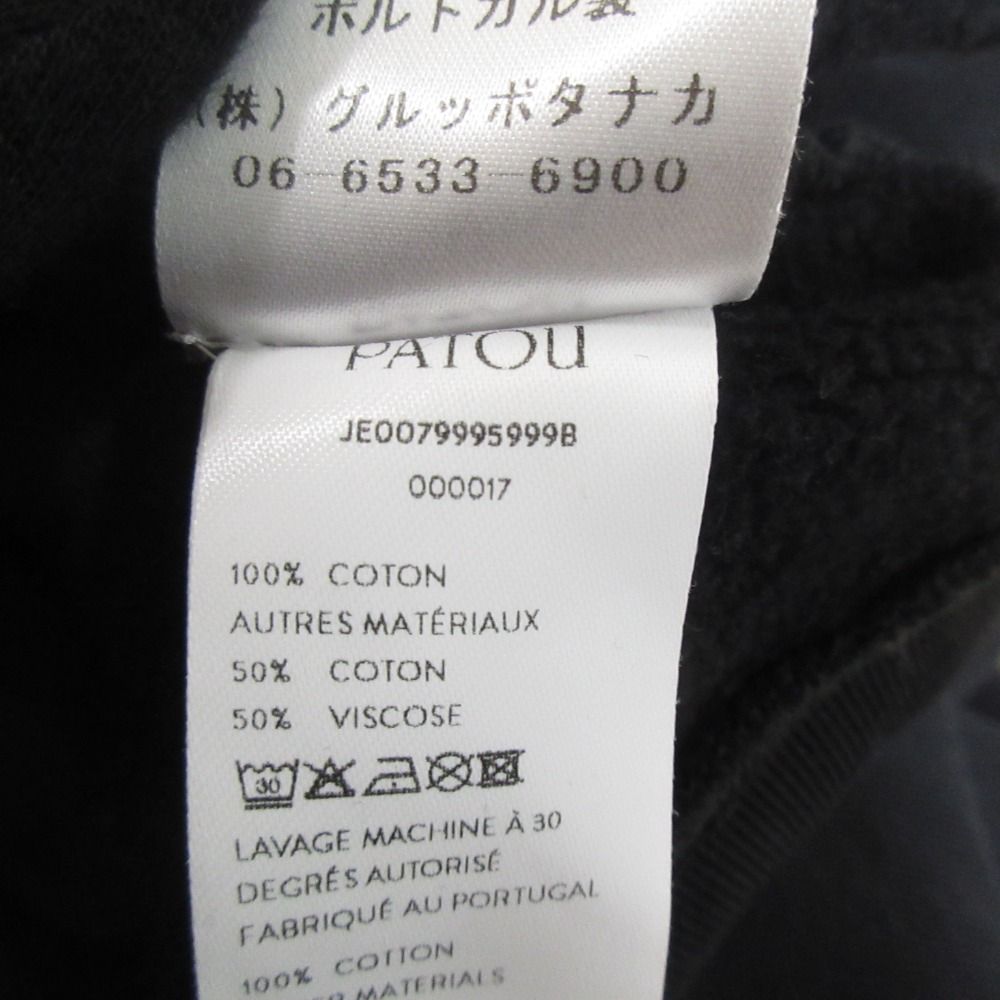 ポルトガル製
(株)グルッポタナカ
06-6533-6900
PATOU
JE0079995999B
000017
100% COTON
AUTRES MATÉRIAUX
50% COTON
50% VISCOSE
30
LAVAGE MACHINE À 30
DEGRÉS AUTORISÉ
FABRIQUÉ AU PORTUGAL
100% COTTON
MATERIALS